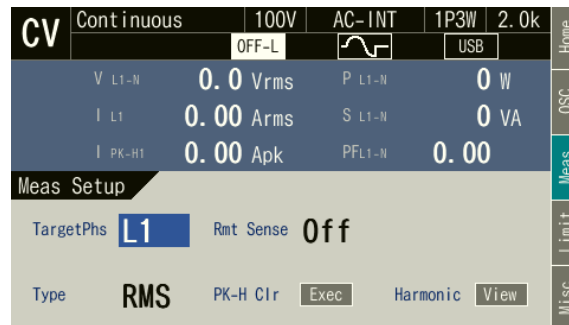 CV Continuous 100V AC-INT 1P3W 2.0k
OFF-L USB
V L1-N 0.0 Vrms P L1-N 0 W
I L1 0.00 Arms S L1-N 0 VA
I PK-H1 0.00 Apk PFL1-N 0.00
Meas Setup
TargetPhs L1 Rmt Sense Off
Type RMS PK-H Clr Exec Harmonic View
Home
OSC
Meas
Limit
Misc